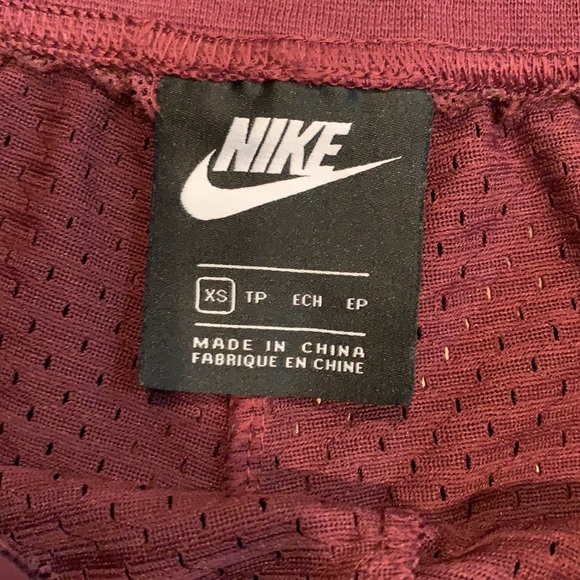 NIKE
XS TP ECH EP
MADE IN CHINA
FABRIQUE EN CHINE